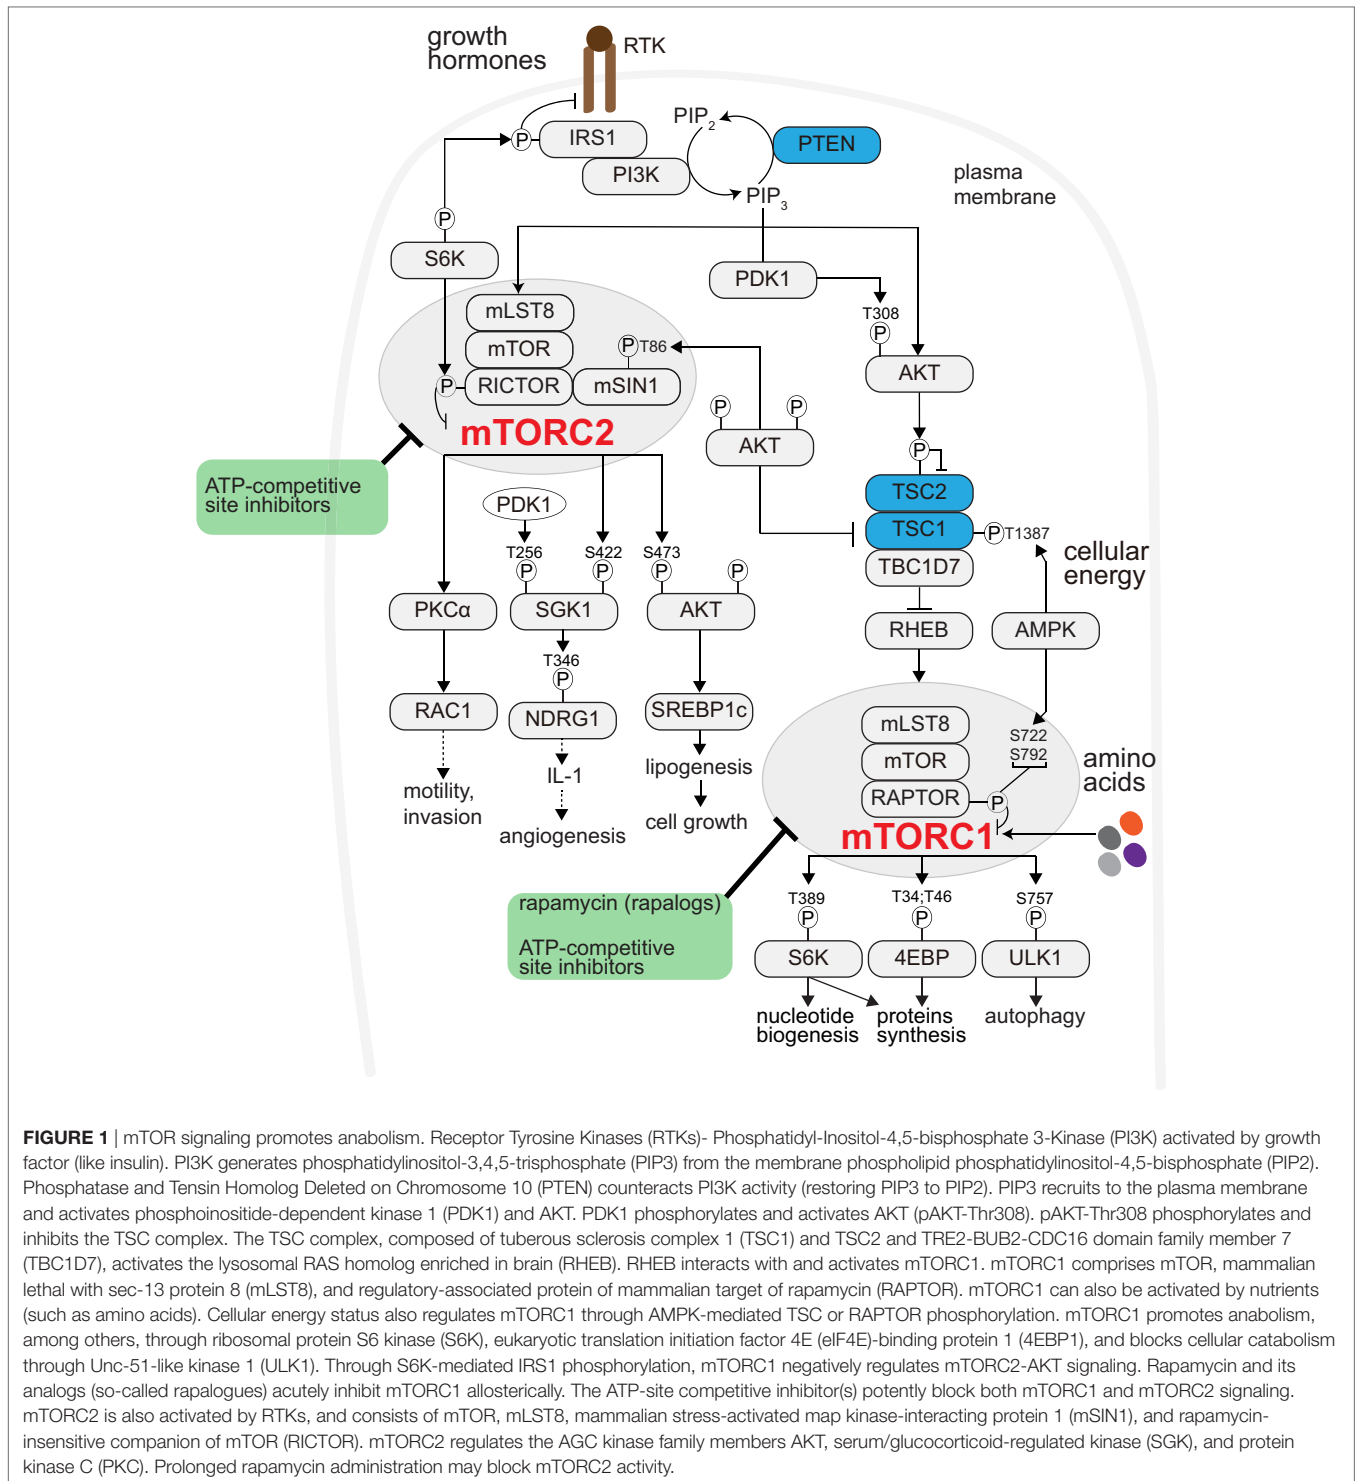 growth
hormones
RTK
P
IRS1
PI3K
PIP2
PTEN
PIP3
plasma
membrane
P
S6K
PDK1
T308
P
AKT
mLST8
mTOR
P T86
P
RICTOR
mSIN1
mTORC2
P
P
AKT
P
ATP-competitive
site inhibitors
TSC2
TSC1
P T1387
TBC1D7
cellular
energy
PDK1
T256
S422
S473
P
P
P
P
PKCα
SGK1
AKT
RHEB
AMPK
T346
P
RAC1
NDRG1
SREBP1c
mLST8
mTOR
RAPTOR
S722
S792
P
amino
acids
motility,
invasion
IL-1
angiogenesis
lipogenesis
cell growth
mTORC1
rapamycin (rapalogs)
ATP-competitive
site inhibitors
T389
T34;T46
S757
P
P
P
S6K
4EBP
ULK1
nucleotide
biogenesis
proteins
synthesis
autophagy
FIGURE 1 | mTOR signaling promotes anabolism. Receptor Tyrosine Kinases (RTKs)- Phosphatidyl-Inositol-4,5-bisphosphate 3-Kinase (PI3K) activated by growth
factor (like insulin). PI3K generates phosphatidylinositol-3,4,5-trisphosphate (PIP3) from the membrane phospholipid phosphatidylinositol-4,5-bisphosphate (PIP2).
Phosphatase and Tensin Homolog Deleted on Chromosome 10 (PTEN) counteracts PI3K activity (restoring PIP3 to PIP2). PIP3 recruits to the plasma membrane
and activates phosphoinositide-dependent kinase 1 (PDK1) and AKT. PDK1 phosphorylates and activates AKT (pAKT-Thr308). pAKT-Thr308 phosphorylates and
inhibits the TSC complex. The TSC complex, composed of tuberous sclerosis complex 1 (TSC1) and TSC2 and TRE2-BUB2-CDC16 domain family member 7
(TBC1D7), activates the lysosomal RAS homolog enriched in brain (RHEB). RHEB interacts with and activates mTORC1. mTORC1 comprises mTOR, mammalian
lethal with sec-13 protein 8 (mLST8), and regulatory-associated protein of mammalian target of rapamycin (RAPTOR). mTORC1 can also be activated by nutrients
(such as amino acids). Cellular energy status also regulates mTORC1 through AMPK-mediated TSC or RAPTOR phosphorylation. mTORC1 promotes anabolism,
among others, through ribosomal protein S6 kinase (S6K), eukaryotic translation initiation factor 4E (eIF4E)-binding protein 1 (4EBP1), and blocks cellular catabolism
through Unc-51-like kinase 1 (ULK1). Through S6K-mediated IRS1 phosphorylation, mTORC1 negatively regulates mTORC2-AKT signaling. Rapamycin and its
analogs (so-called rapalogues) acutely inhibit mTORC1 allosterically. The ATP-site competitive inhibitor(s) potently block both mTORC1 and mTORC2 signaling.
mTORC2 is also activated by RTKs, and consists of mTOR, mLST8, mammalian stress-activated map kinase-interacting protein 1 (mSIN1), and rapamycin-
insensitive companion of mTOR (RICTOR). mTORC2 regulates the AGC kinase family members AKT, serum/glucocorticoid-regulated kinase (SGK), and protein
kinase C (PKC). Prolonged rapamycin administration may block mTORC2 activity.